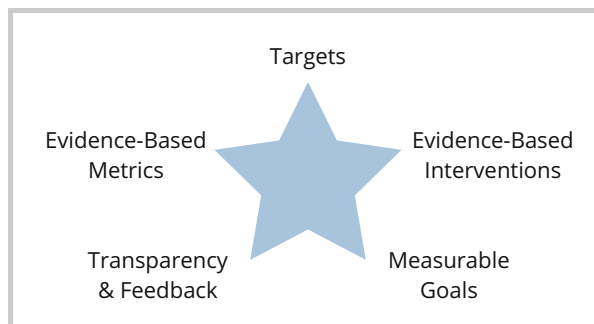 Targets
Evidence-Based
Metrics
Evidence-Based
Interventions
Transparency
& Feedback
Measurable
Goals